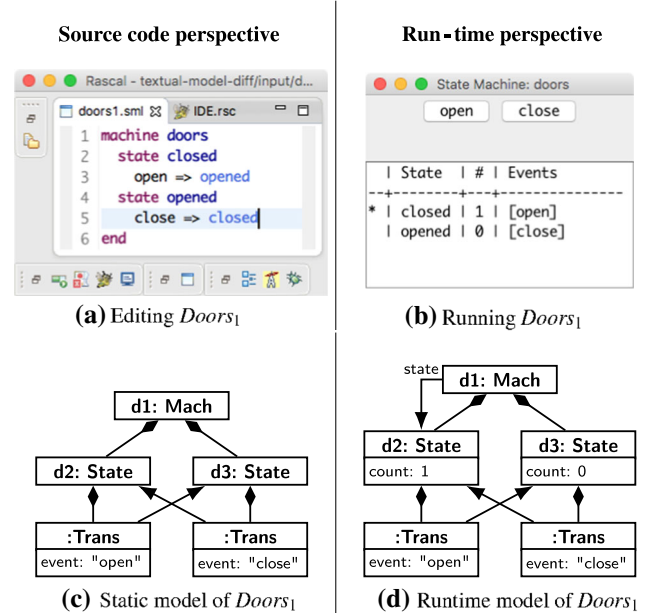 Source code perspective
Run-time perspective
Rascal - textual-model-diff/input/d...
doors1.sml
IDE.rsc
1 machine doors
2 state closed
3 open => opened
4 state opened
5 close => closed
6 end
State Machine: doors
open close
| State | # | Events
--+--------+---+---------------
* | closed | 1 | [open]
| opened | 0 | [close]
(a) Editing Doors1
(b) Running Doors1
d1: Mach
d2: State
d3: State
:Trans
event: "open"
:Trans
event: "close"
(c) Static model of Doors1
state
d1: Mach
d2: State
count: 1
d3: State
count: 0
:Trans
event: "open"
:Trans
event: "close"
(d) Runtime model of Doors1